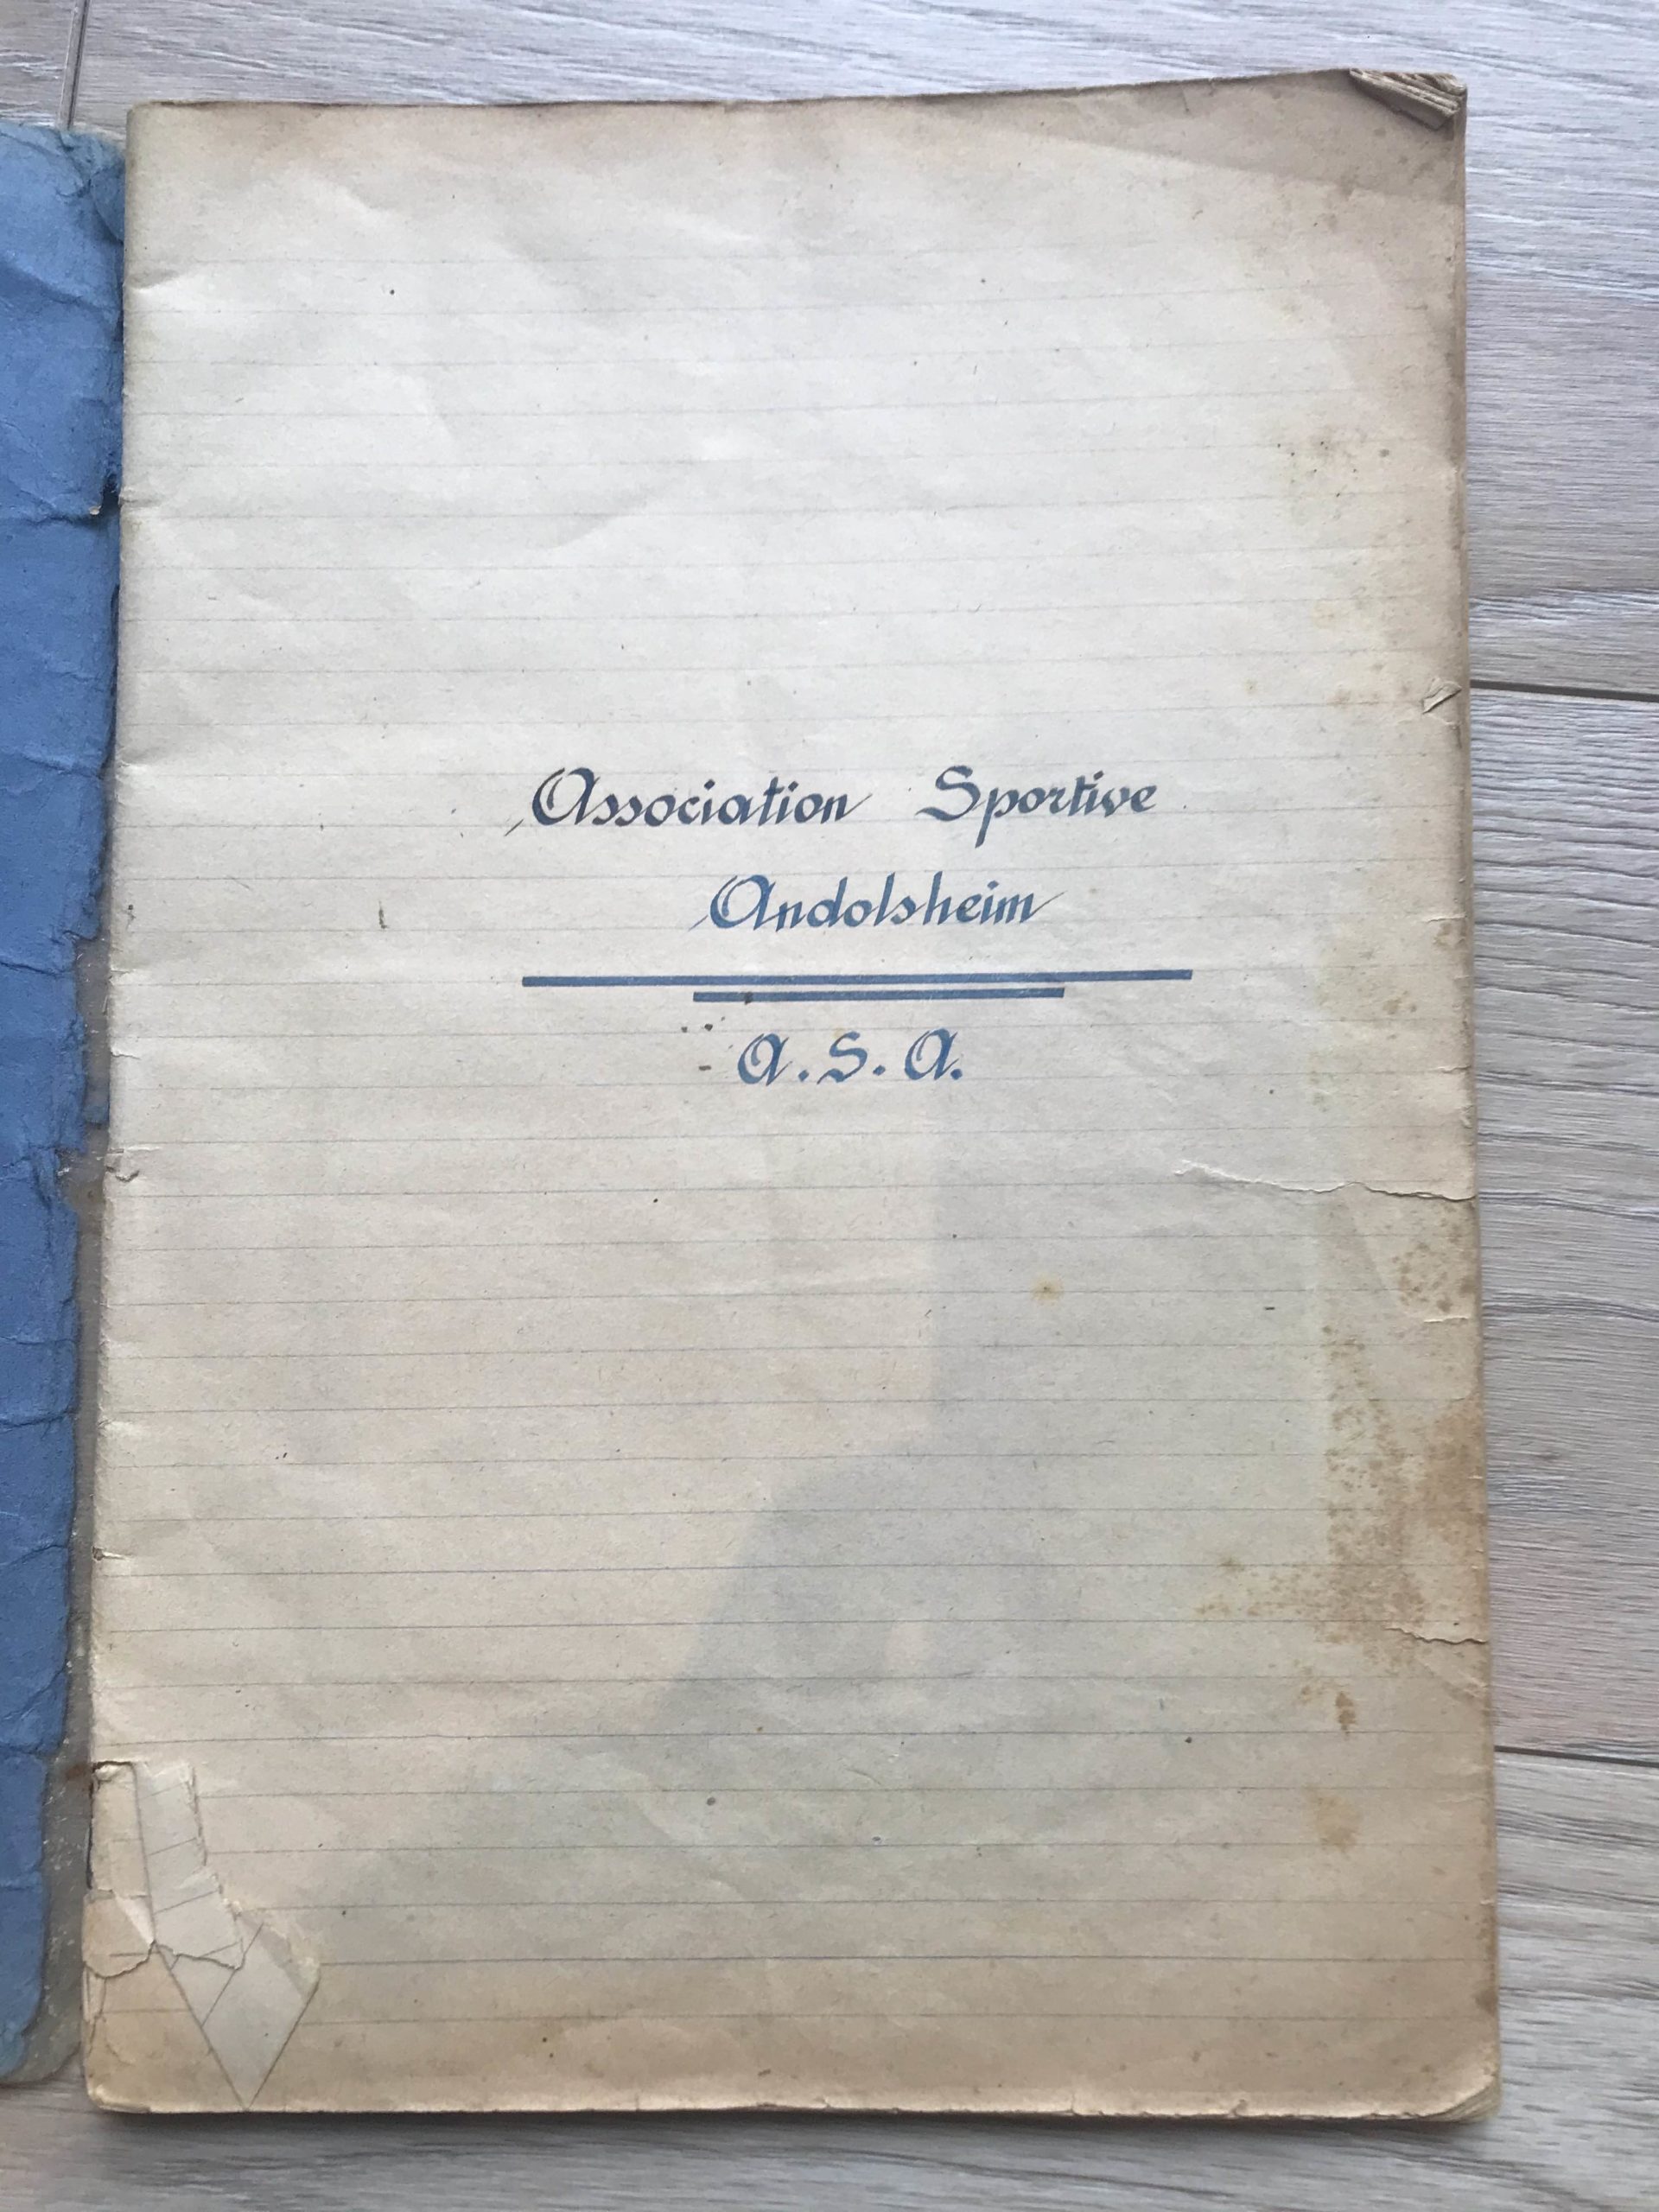 Association Sportive
Andolsheim
A.S.A.